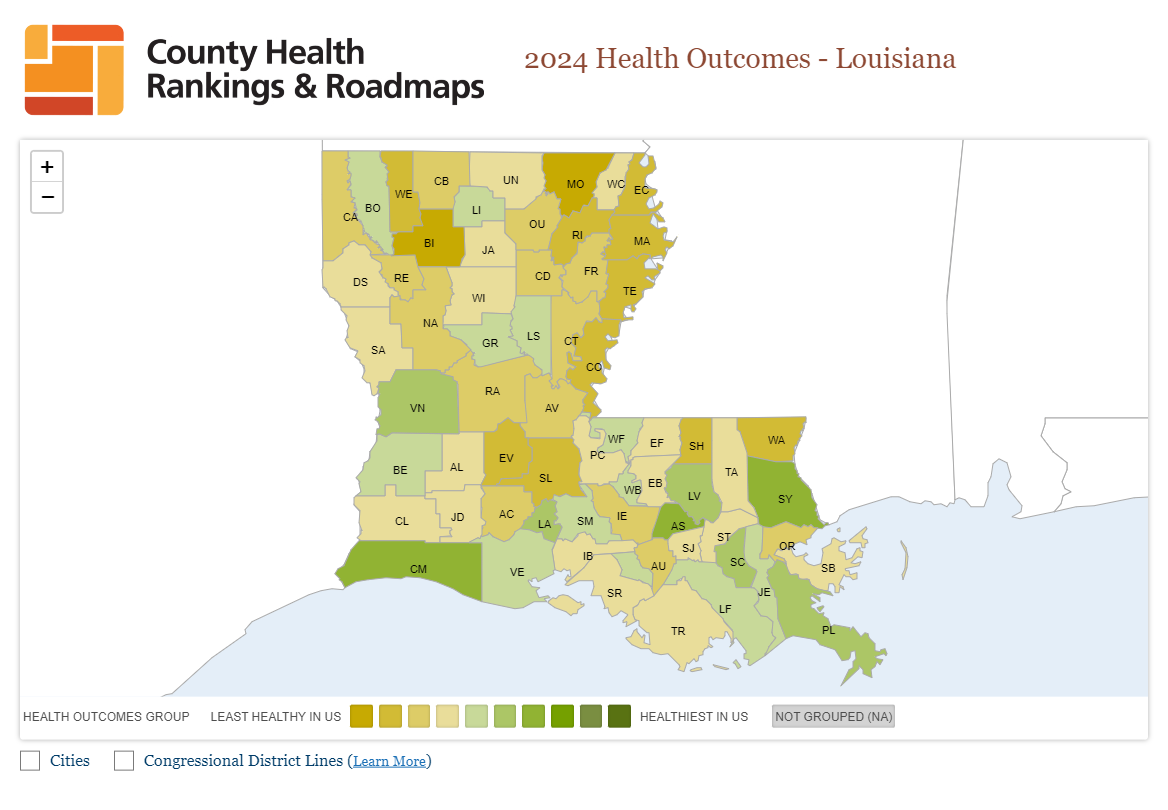 County Health
Rankings & Roadmaps
2024 Health Outcomes - Louisiana
+
−
CA
BO
WE
CB
UN
MO
WC
EC
LI
BI
JA
OU
RI
MA
DS
RE
WI
CD
FR
TE
NA
SA
GR
LS
CT
CO
VN
RA
AV
BE
AL
EV
SL
PC
WF
EF
SH
TA
WA
WB
EB
LV
SY
CL
JD
AC
LA
SM
IE
AS
ST
CM
VE
IB
AU
SJ
SC
OR
SB
SR
JE
LF
TR
PL
HEALTH OUTCOMES GROUP LEAST HEALTHY IN US HEALTHIEST IN US NOT GROUPED (NA)
Cities Congressional District Lines (Learn More)